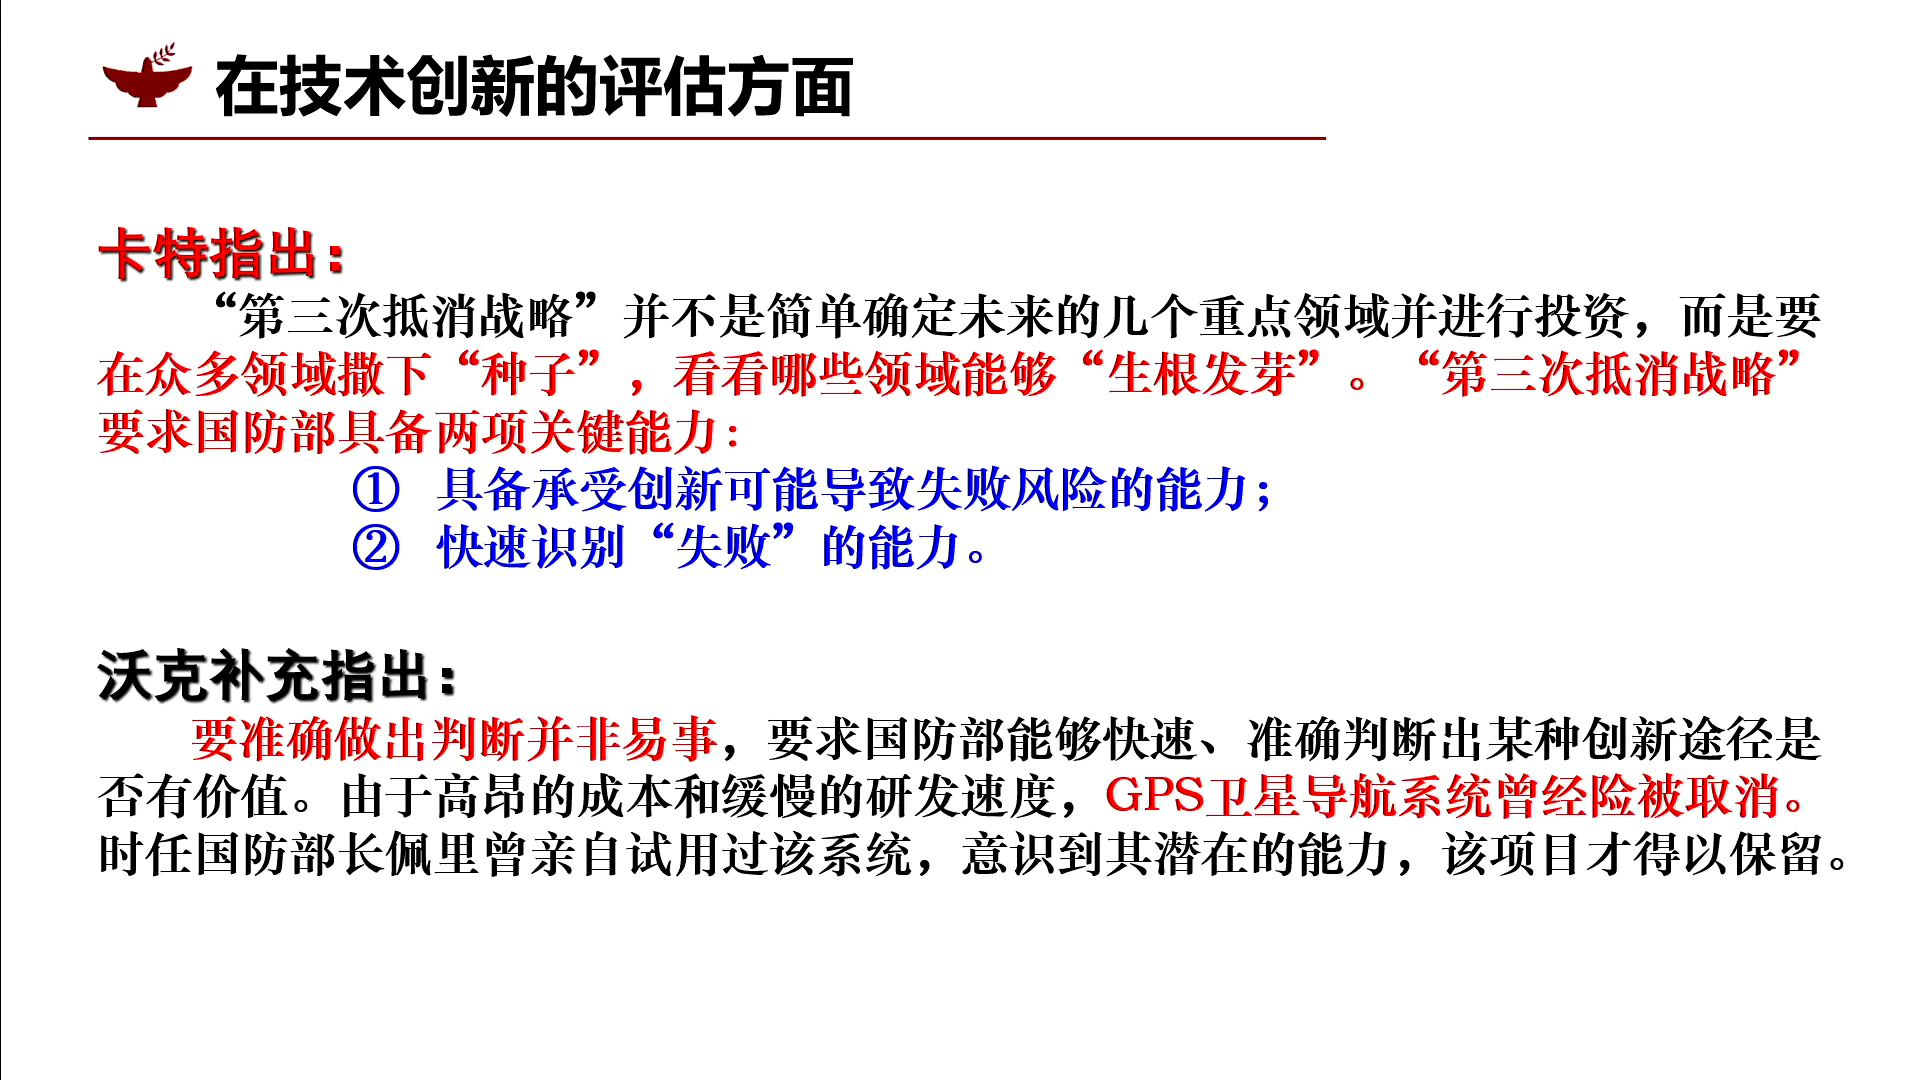 在技术创新的评估方面
卡特指出：
“第三次抵消战略”并不是简单确定未来的几个重点领域并进行投资，而是要
在众多领域撒下“种子”，看看哪些领域能够“生根发芽”。“第三次抵消战略”
要求国防部具备两项关键能力：
① 具备承受创新可能导致失败风险的能力；
② 快速识别“失败”的能力。
沃克补充指出：
要准确做出判断并非易事，要求国防部能够快速、准确判断出某种创新途径是
否有价值。由于高昂的成本和缓慢的研发速度，GPS卫星导航系统曾经险被取消。
时任国防部长佩里曾亲自试用过该系统，意识到其潜在的能力，该项目才得以保留。